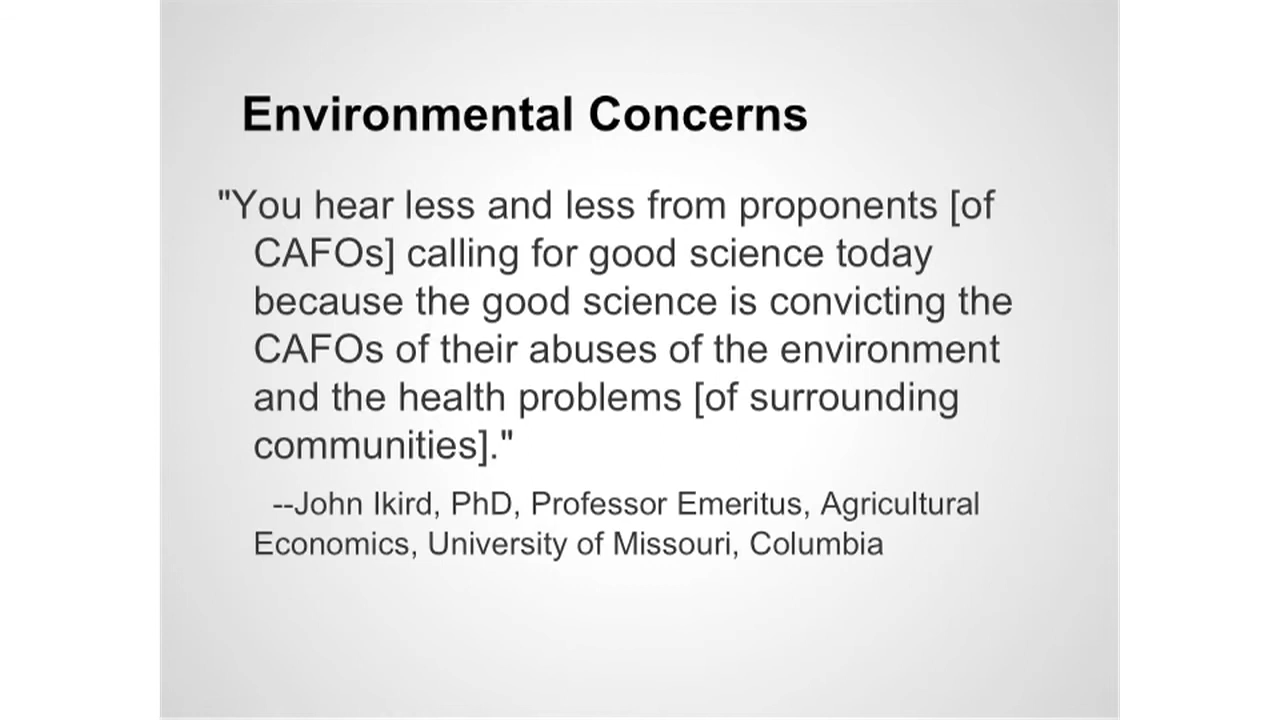 Environmental Concerns
"You hear less and less from proponents [of
CAFOs] calling for good science today
because the good science is convicting the
CAFOs of their abuses of the environment
and the health problems [of surrounding
communities]."
--John Ikird, PhD, Professor Emeritus, Agricultural
Economics, University of Missouri, Columbia